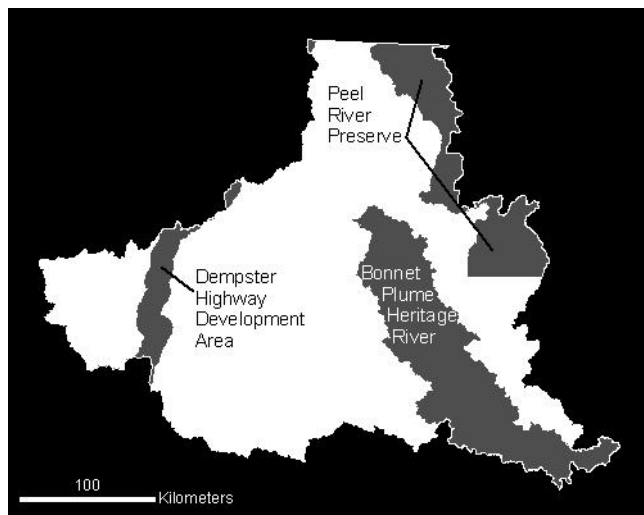 Peel
River
Preserve
Dempster
Highway
Development
Area
Bonnet
Plume
Heritage
River
100
Kilometers